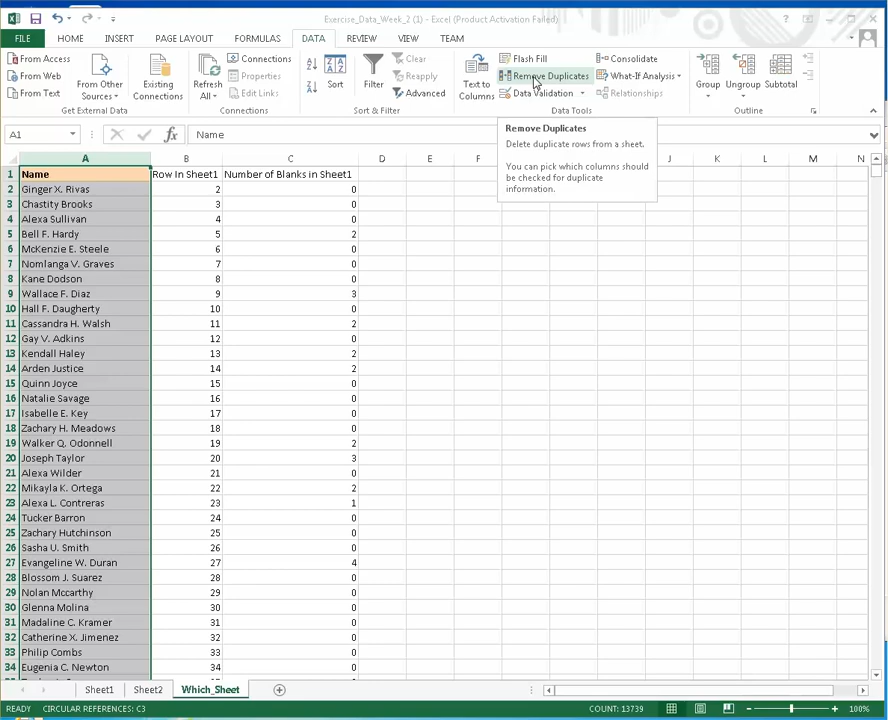 Exercise_Data_Week_2 (1) - Excel (Product Activation Failed)
FILE HOME INSERT PAGE LAYOUT FORMULAS DATA REVIEW VIEW TEAM
From Access
From Web
From Text
From Other Sources
Existing Connections
Get External Data
Refresh All
Connections
Properties
Edit Links
Connections
Sort
Filter
Clear
Reapply
Advanced
Sort & Filter
Text to Columns
Flash Fill
Remove Duplicates
Data Validation
Consolidate
What-If Analysis
Relationships
Data Tools
Group
Ungroup
Subtotal
Outline
A1 fx Name
Remove Duplicates
Delete duplicate rows from a sheet.
You can pick which columns should
be checked for duplicate
information.
A B C D E F J K L M N
1 Name Row In Sheet1 Number of Blanks in Sheet1
2 Ginger X. Rivas 2 0
3 Chastity Brooks 3 0
4 Alexa Sullivan 4 0
5 Bell F. Hardy 5 2
6 McKenzie E. Steele 6 0
7 Nomlanga V. Graves 7 0
8 Kane Dodson 8 0
9 Wallace F. Diaz 9 3
10 Hall F. Daugherty 10 0
11 Cassandra H. Walsh 11 2
12 Gay V. Adkins 12 0
13 Kendall Haley 13 2
14 Arden Justice 14 2
15 Quinn Joyce 15 0
16 Natalie Savage 16 0
17 Isabelle E. Key 17 0
18 Zachary H. Meadows 18 0
19 Walker Q. Odonnell 19 2
20 Joseph Taylor 20 3
21 Alexa Wilder 21 0
22 Mikayla K. Ortega 22 2
23 Alexa L. Contreras 23 1
24 Tucker Barron 24 0
25 Zachary Hutchinson 25 0
26 Sasha U. Smith 26 0
27 Evangeline W. Duran 27 4
28 Blossom J. Suarez 28 0
29 Nolan Mccarthy 29 0
30 Glenna Molina 30 0
31 Madaline C. Kramer 31 0
32 Catherine X. Jimenez 32 0
33 Philip Combs 33 0
34 Eugenia C. Newton 34 0
Sheet1 Sheet2 Which_Sheet
READY CIRCULAR REFERENCES: C3 COUNT: 13739 100%